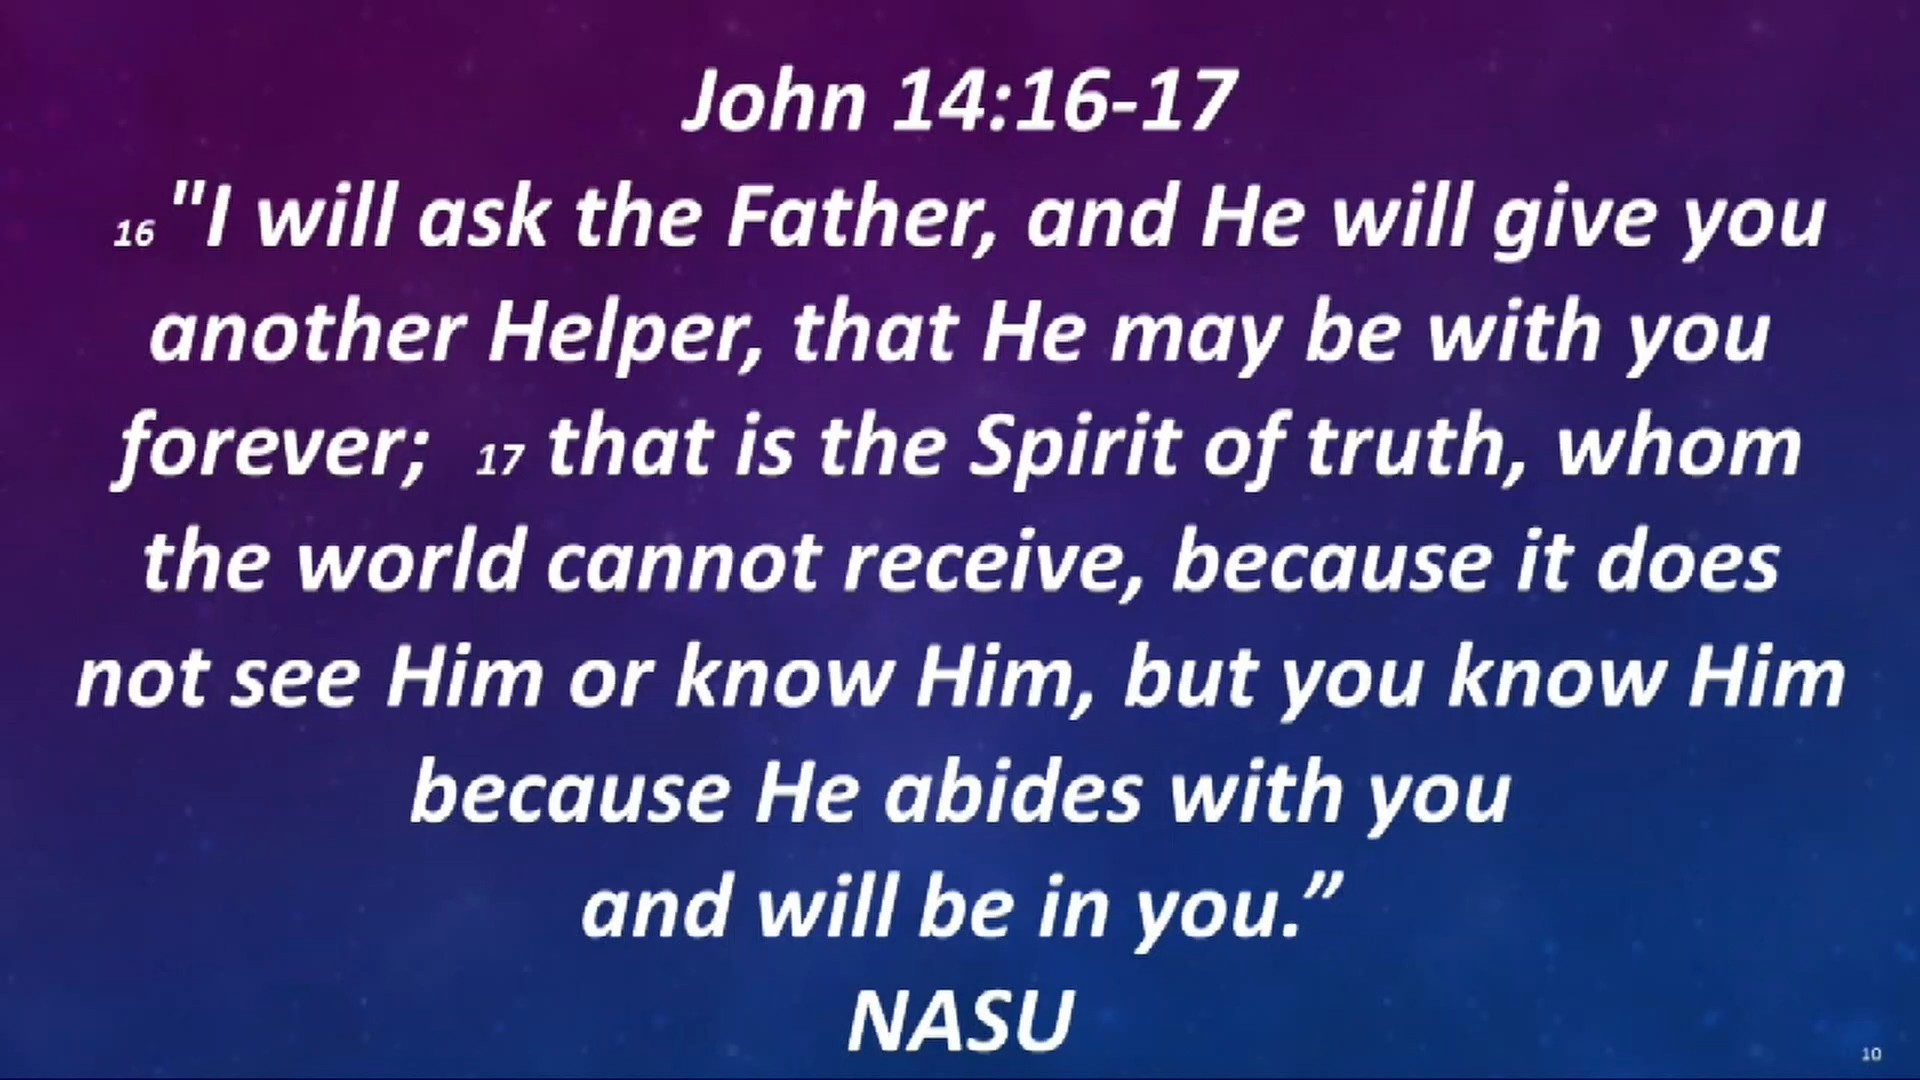 John 14:16-17
16 "I will ask the Father, and He will give you
another Helper, that He may be with you
forever; 17 that is the Spirit of truth, whom
the world cannot receive, because it does
not see Him or know Him, but you know Him
because He abides with you
and will be in you.”
NASU
10